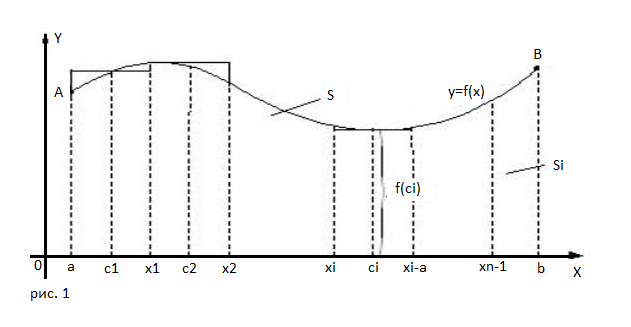 Y
B
A
S
y=f(x)
Si
f(ci)
0 a c1 x1 c2 x2 xi ci xi-a xn-1 b X
рис. 1